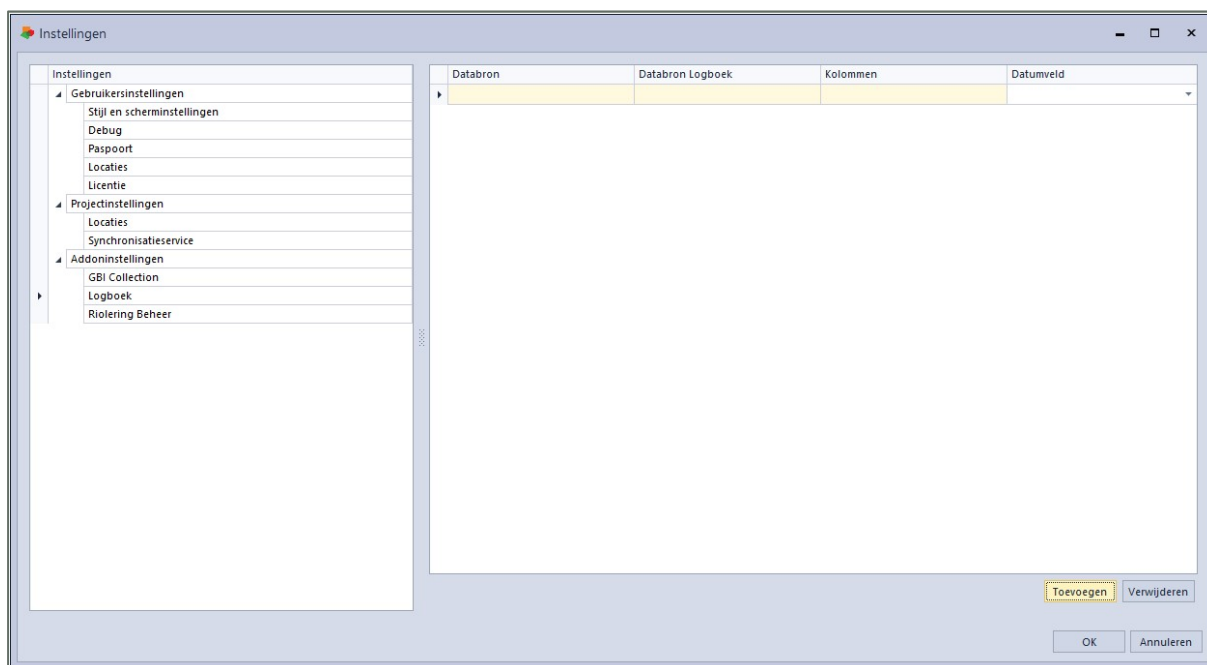 Instellingen
Instellingen
Gebruikersinstellingen
Stijl en scherminstellingen
Debug
Paspoort
Locaties
Licentie
Projectinstellingen
Locaties
Synchronisatieservice
Addoninstellingen
GBI Collection
Logboek
Riolering Beheer
Databron Databron Logboek Kolommen Datumveld
Toevoegen Verwijderen
OK Annuleren